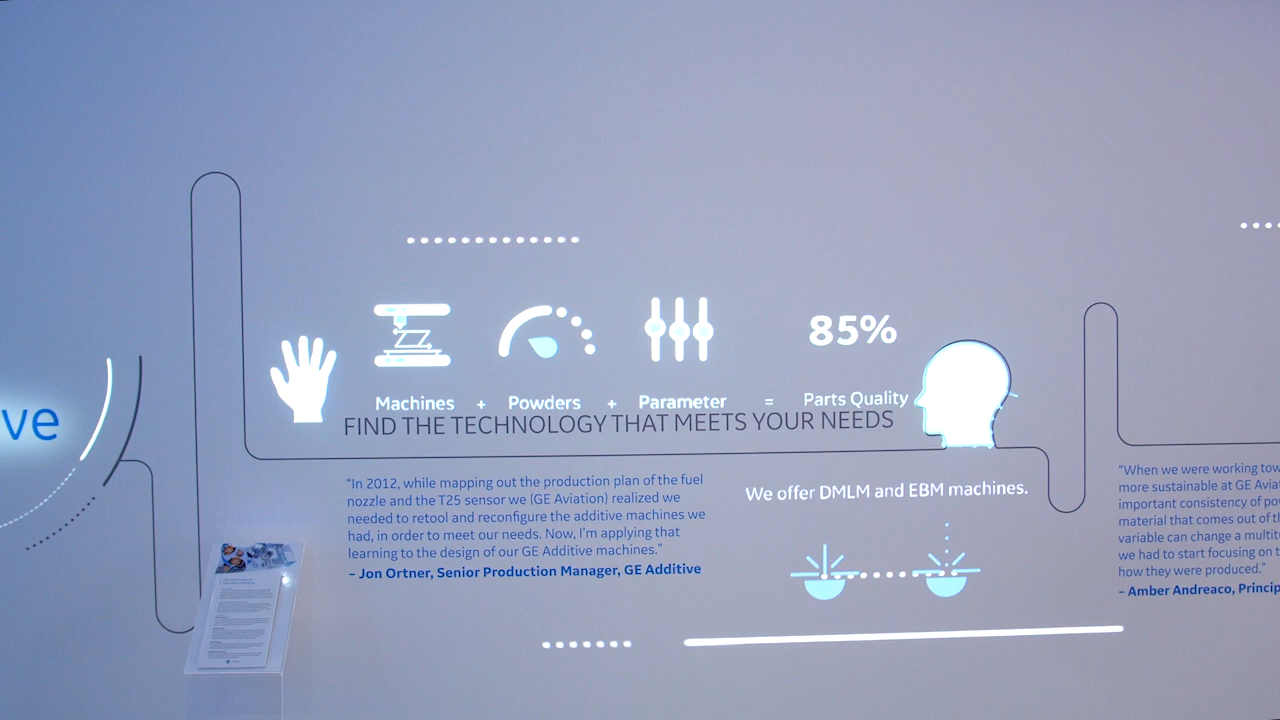 ve
85%
Machines + Powders + Parameter = Parts Quality
FIND THE TECHNOLOGY THAT MEETS YOUR NEEDS
"In 2012, while mapping out the production plan of the fuel
nozzle and the T25 sensor we (GE Aviation) realized we
needed to retool and reconfigure the additive machines we
had, in order to meet our needs. Now, I'm applying that
learning to the design of our GE Additive machines."
– Jon Ortner, Senior Production Manager, GE Additive
We offer DMLM and EBM machines.
"When we were working tow
more sustainable at GE Aviat
important consistency of po
material that comes out of th
variable can change a multit
we had to start focusing on t
how they were produced."
– Amber Andreaco, Princip